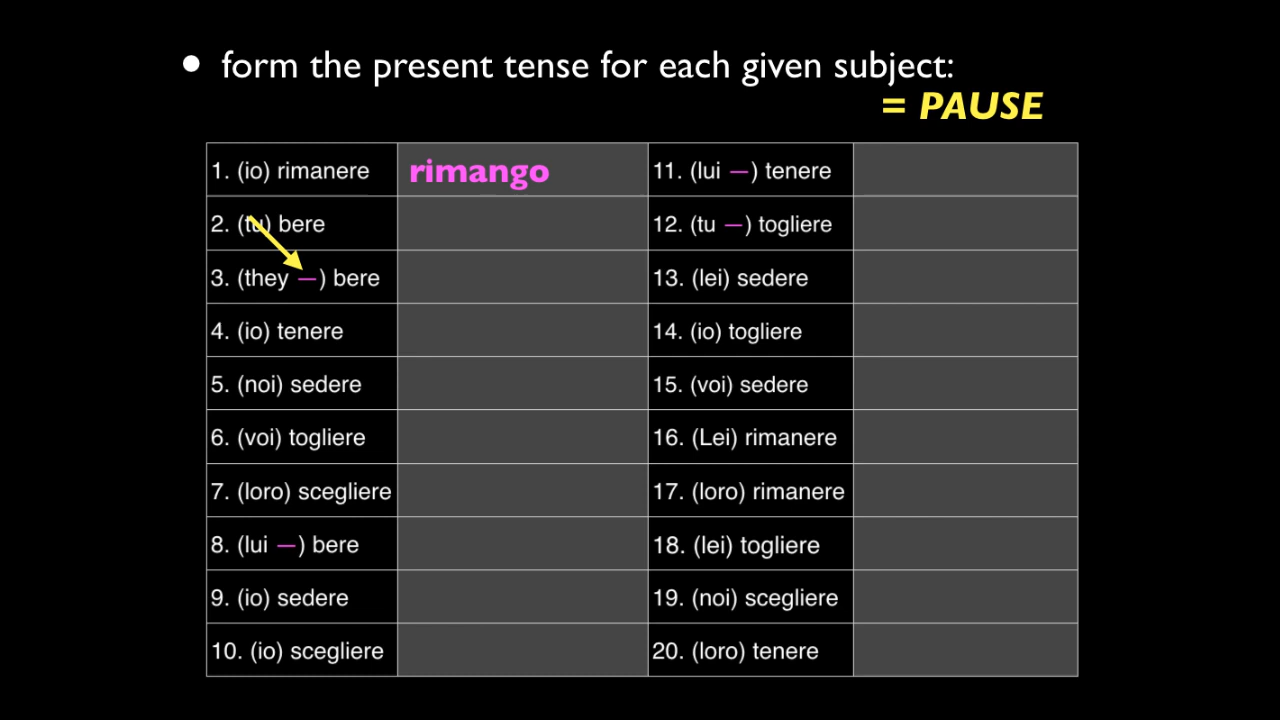 • form the present tense for each given subject:
= PAUSE
1. (io) rimanere rimango 11. (lui —) tenere
2. (tu) bere 12. (tu —) togliere
3. (they —) bere 13. (lei) sedere
4. (io) tenere 14. (io) togliere
5. (noi) sedere 15. (voi) sedere
6. (voi) togliere 16. (Lei) rimanere
7. (loro) scegliere 17. (loro) rimanere
8. (lui —) bere 18. (lei) togliere
9. (io) sedere 19. (noi) scegliere
10. (io) scegliere 20. (loro) tenere